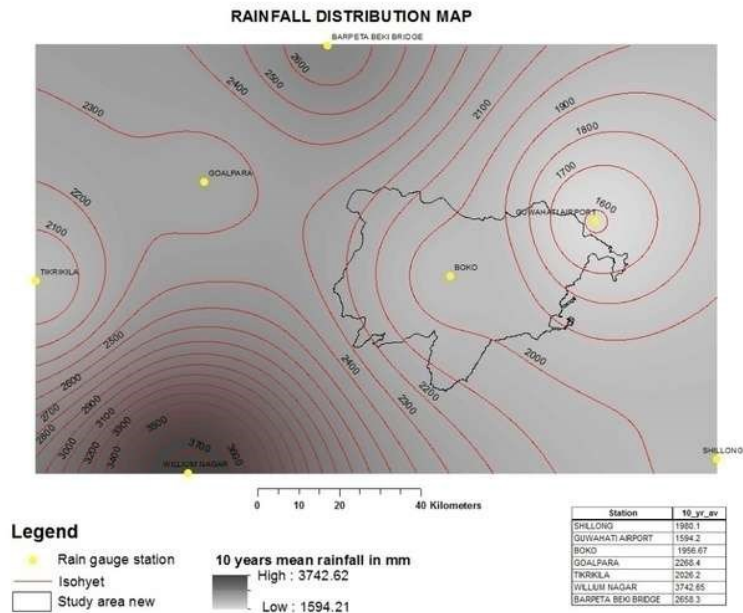 RAINFALL DISTRIBUTION MAP
BARPETA BEKI BRIDGE
2600
2500
2400
2300
2100
1900
1800
1700
1600
GOALPARA
2200
2100
GUWAHATI AIRPORT
TIKRIKILA
BOKO
2500
2400
2300
2200
2000
2600
2700
2800
2900
3000
3100
3200
3300
3400
3500
3700
3600
WILLIUM NAGAR
SHILLONG
0 10 20 40 Kilometers
Legend
Rain gauge station
Isohyet
Study area new
10 years mean rainfall in mm
High : 3742.62
Low : 1594.21
Station 10_yr_av
SHILLONG 1980.1
GUWAHATI AIRPORT 1594.2
BOKO 1956.67
GOALPARA 2268.4
TIKRIKILA 2026.2
WILLIUM NAGAR 3742.65
BARPETA BEKI BRIDGE 2658.3